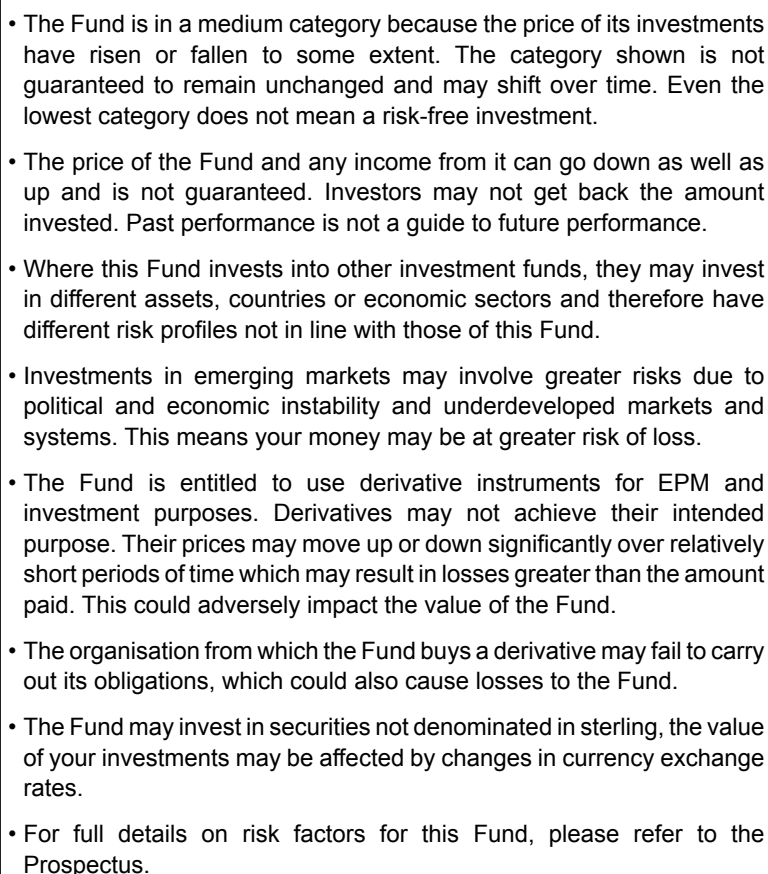 • The Fund is in a medium category because the price of its investments
have risen or fallen to some extent. The category shown is not
guaranteed to remain unchanged and may shift over time. Even the
lowest category does not mean a risk-free investment.
• The price of the Fund and any income from it can go down as well as
up and is not guaranteed. Investors may not get back the amount
invested. Past performance is not a guide to future performance.
• Where this Fund invests into other investment funds, they may invest
in different assets, countries or economic sectors and therefore have
different risk profiles not in line with those of this Fund.
• Investments in emerging markets may involve greater risks due to
political and economic instability and underdeveloped markets and
systems. This means your money may be at greater risk of loss.
• The Fund is entitled to use derivative instruments for EPM and
investment purposes. Derivatives may not achieve their intended
purpose. Their prices may move up or down significantly over relatively
short periods of time which may result in losses greater than the amount
paid. This could adversely impact the value of the Fund.
• The organisation from which the Fund buys a derivative may fail to carry
out its obligations, which could also cause losses to the Fund.
• The Fund may invest in securities not denominated in sterling, the value
of your investments may be affected by changes in currency exchange
rates.
• For full details on risk factors for this Fund, please refer to the
Prospectus.